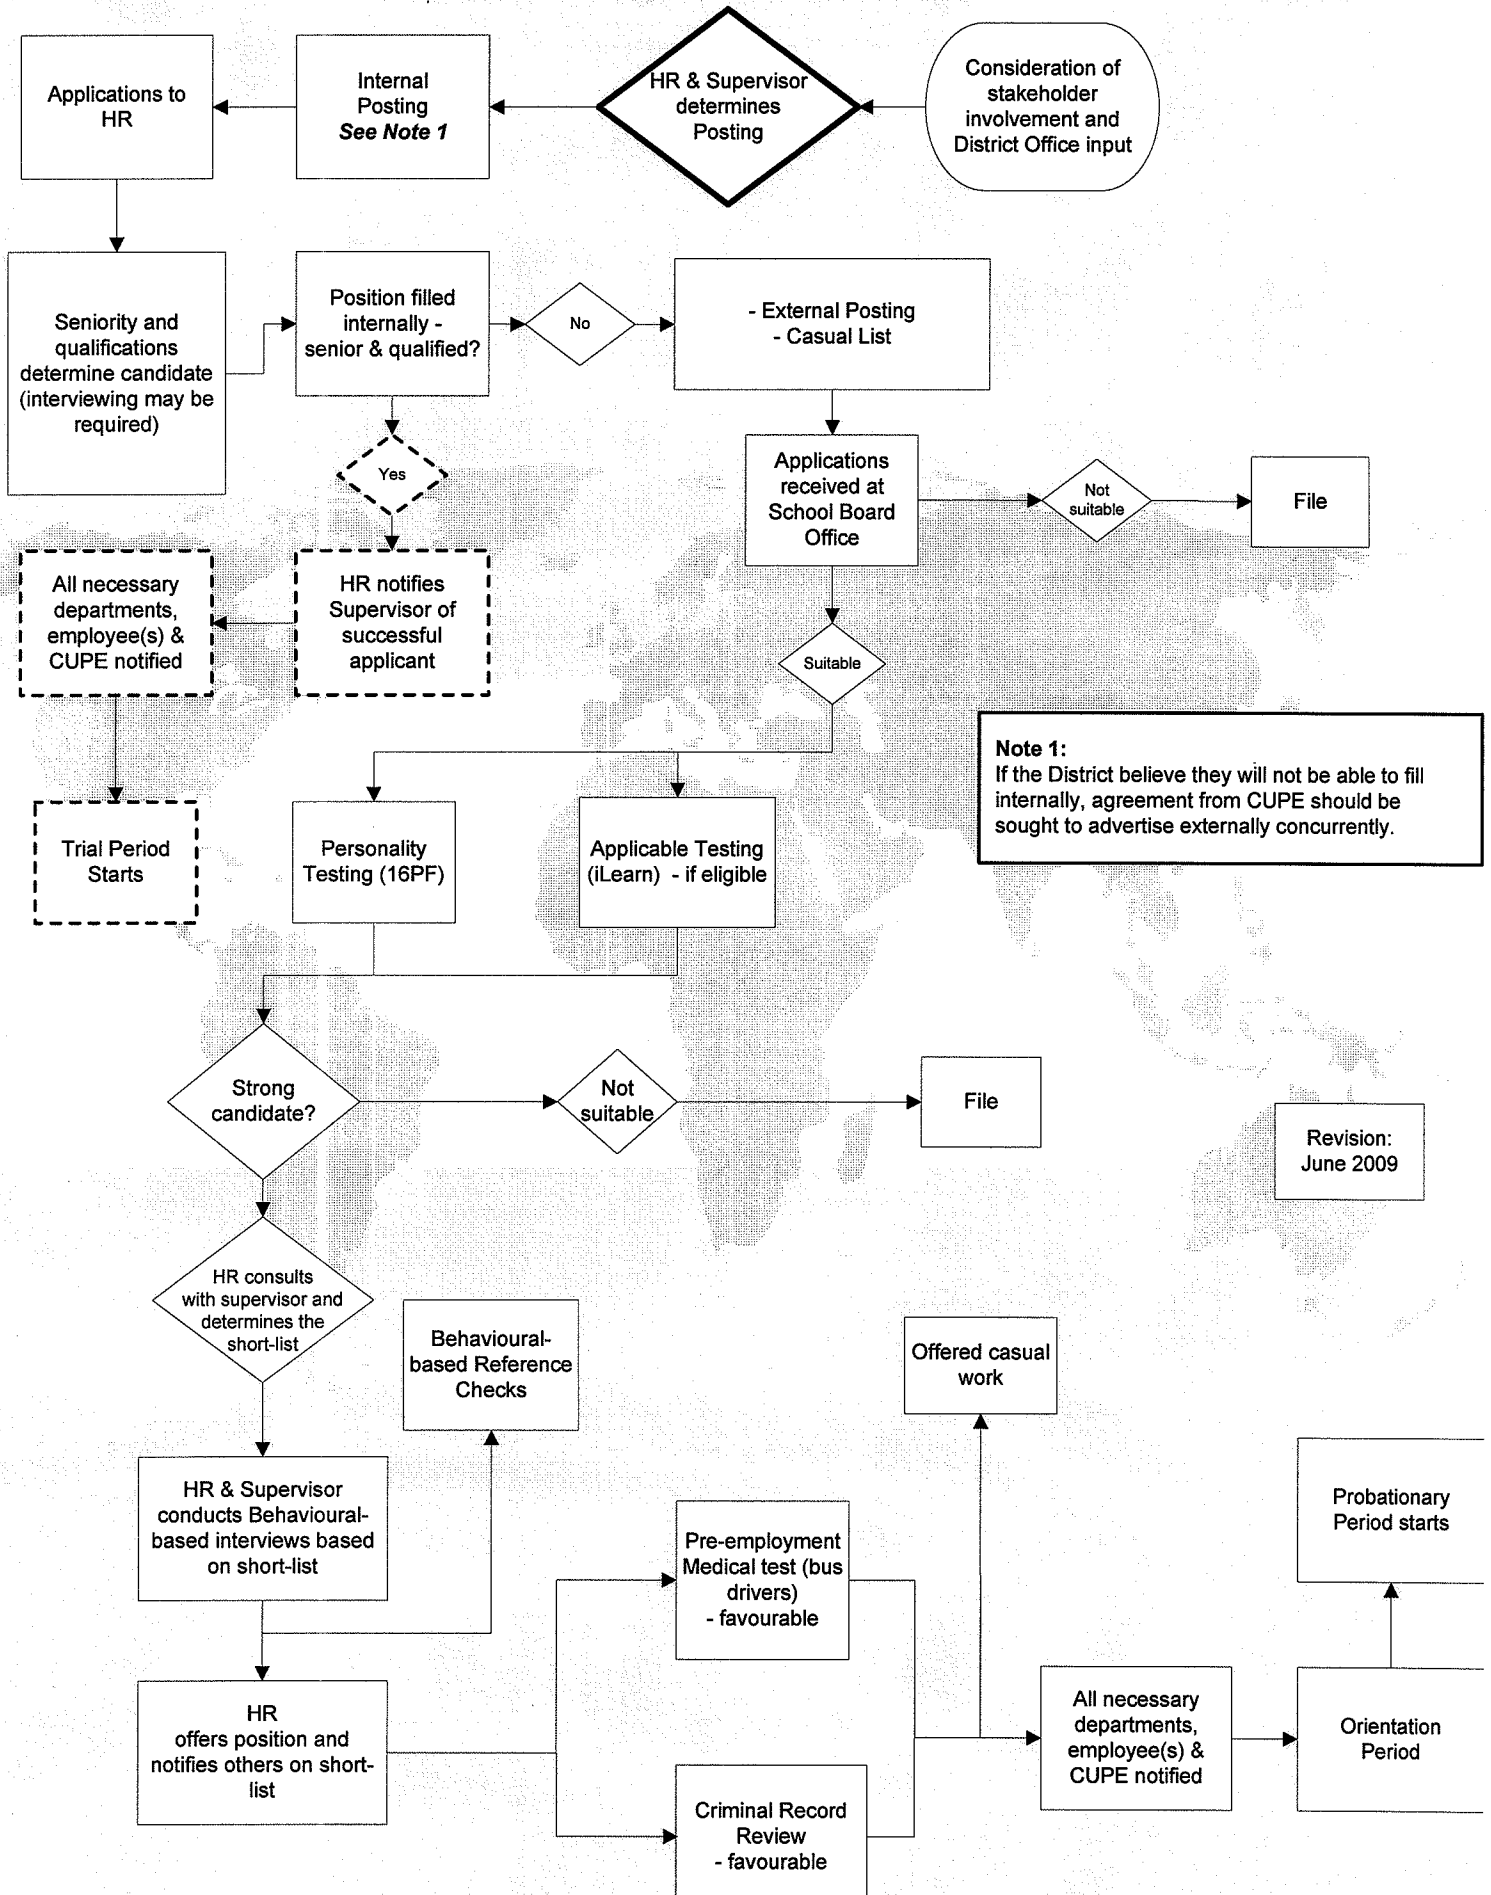 Applications to
HR
Internal
Posting
See Note 1
HR & Supervisor
determines
Posting
Consideration of
stakeholder
involvement and
District Office input
Seniority and
qualifications
determine candidate
(interviewing may be
required)
Position filled
internally -
senior & qualified?
No
- External Posting
- Casual List
Yes
Applications
received at
School Board
Office
Not
suitable
File
All necessary
departments,
employee(s) &
CUPE notified
HR notifies
Supervisor of
successful
applicant
Suitable
Note 1:
If the District believe they will not be able to fill
internally, agreement from CUPE should be
sought to advertise externally concurrently.
Trial Period
Starts
Personality
Testing (16PF)
Applicable Testing
(iLearn) - if eligible
Strong
candidate?
Not
suitable
File
Revision:
June 2009
HR consults
with supervisor and
determines the
short-list
Behavioural-
based Reference
Checks
Offered casual
work
HR & Supervisor
conducts Behavioural-
based interviews based
on short-list
Pre-employment
Medical test (bus
drivers)
- favourable
Probationary
Period starts
HR
offers position and
notifies others on short-
list
All necessary
departments,
employee(s) &
CUPE notified
Orientation
Period
Criminal Record
Review
- favourable